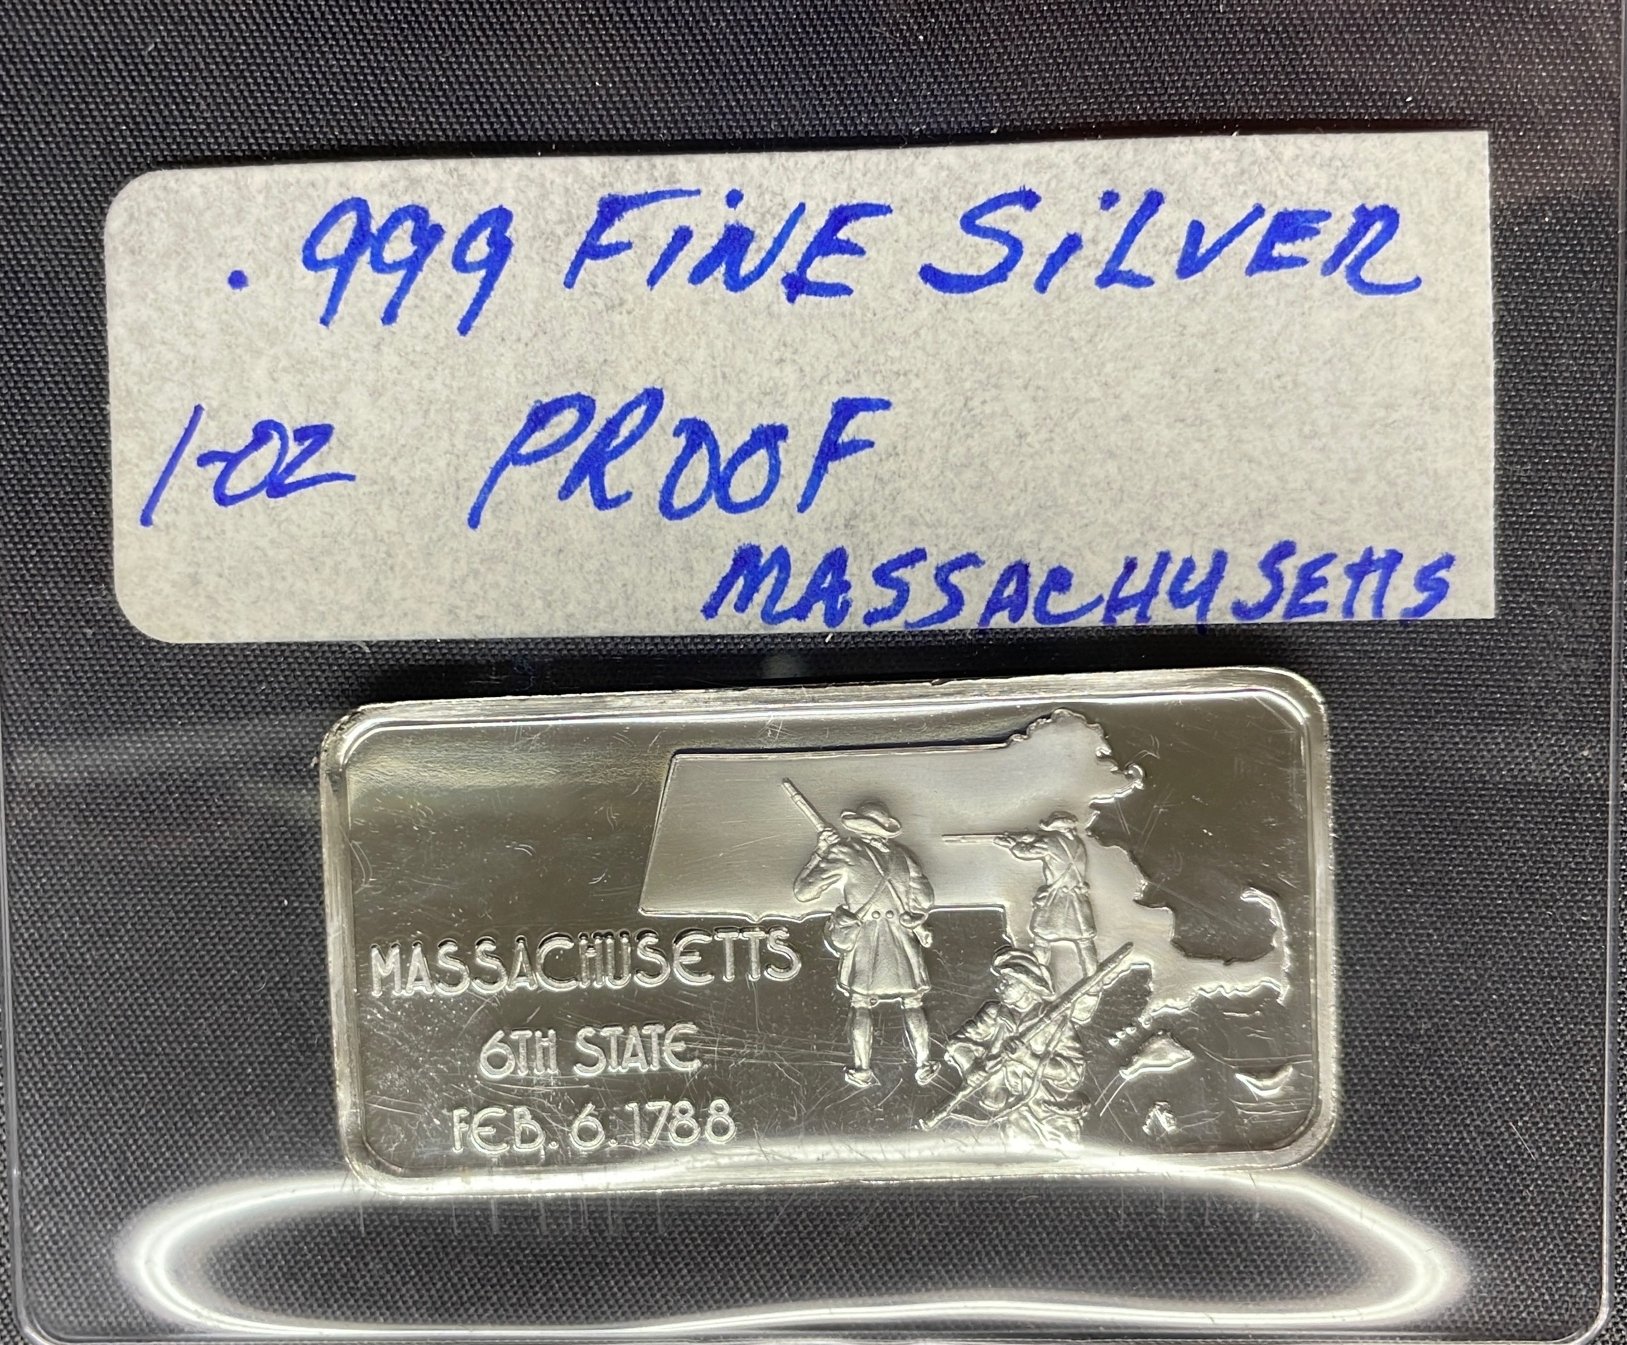 .999 FiNE SiLVER
1-OZ PROOF
MASSACHUSETTS
MASSACHUSETTS
6TH STATE
FEB. 6. 1788